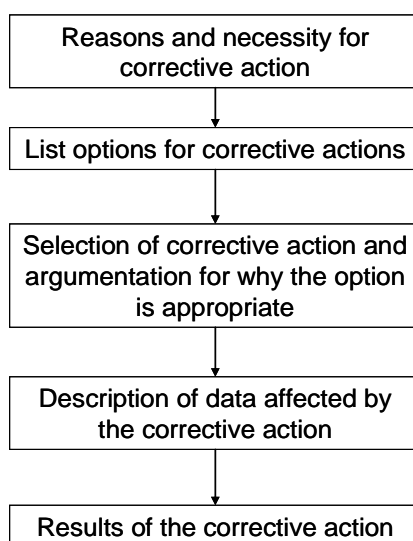 Reasons and necessity for
corrective action
List options for corrective actions
Selection of corrective action and
argumentation for why the option
is appropriate
Description of data affected by
the corrective action
Results of the corrective action